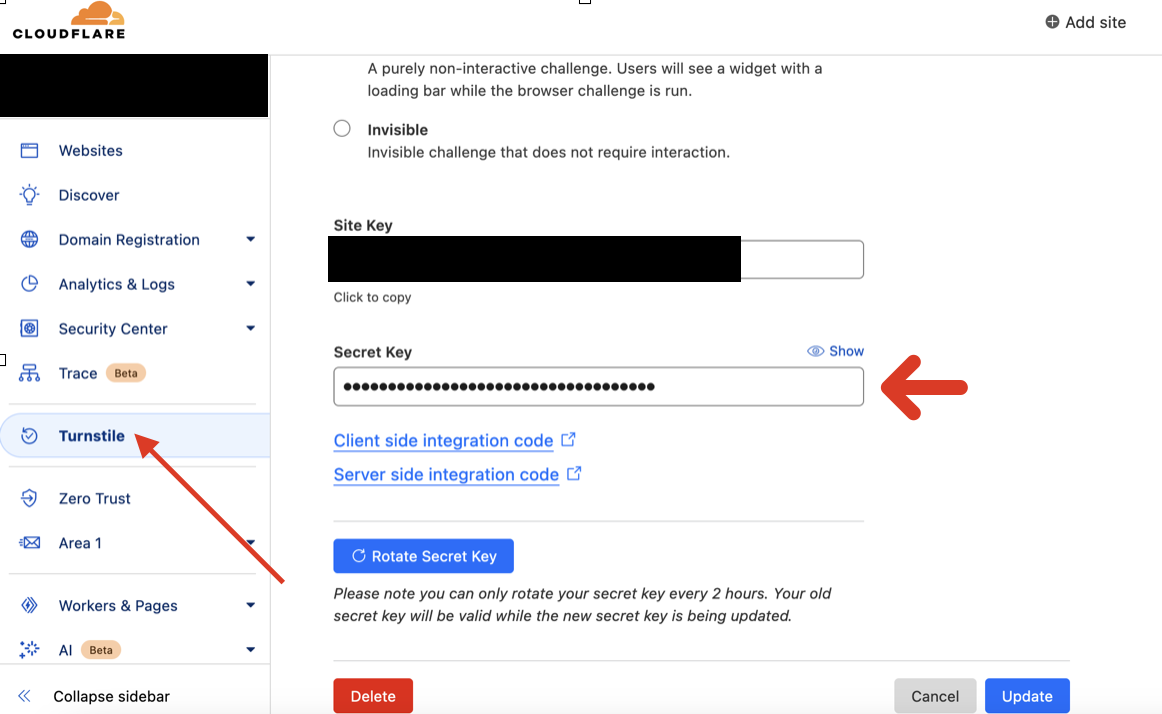 CLOUDFLARE
Add site
Websites
Discover
Domain Registration
Analytics & Logs
Security Center
Trace Beta
Turnstile
Zero Trust
Area 1
Workers & Pages
AI Beta
Collapse sidebar
A purely non-interactive challenge. Users will see a widget with a
loading bar while the browser challenge is run.
Invisible
Invisible challenge that does not require interaction.
Site Key
Click to copy
Secret Key
Show
•••••••••••••••••••••••••••••••••••
Client side integration code
Server side integration code
Rotate Secret Key
Please note you can only rotate your secret key every 2 hours. Your old
secret key will be valid while the new secret key is being updated.
Delete
Cancel
Update